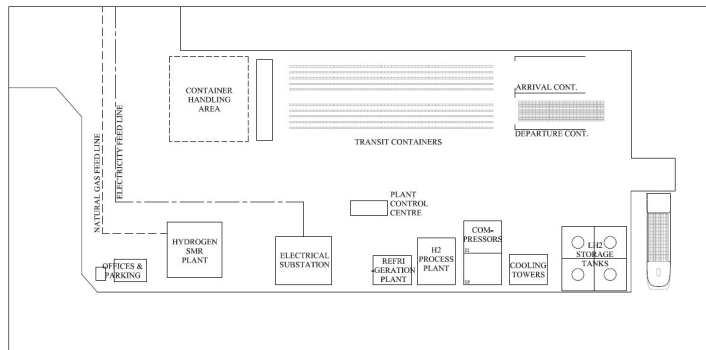 CONTAINER
HANDLING
AREA
ARRIVAL CONT.
DEPARTURE CONT.
TRANSIT CONTAINERS
NATURAL GAS FEED LINE
ELECTRICITY FEED LINE
PLANT
CONTROL
CENTRE
HYDROGEN
SMR
PLANT
ELECTRICAL
SUBSTATION
REFRI
-GERATION
PLANT
H2
PROCESS
PLANT
COM-
PRESSORS
COOLING
TOWERS
LH2
STORAGE
TANKS
OFFICES &
PARKING